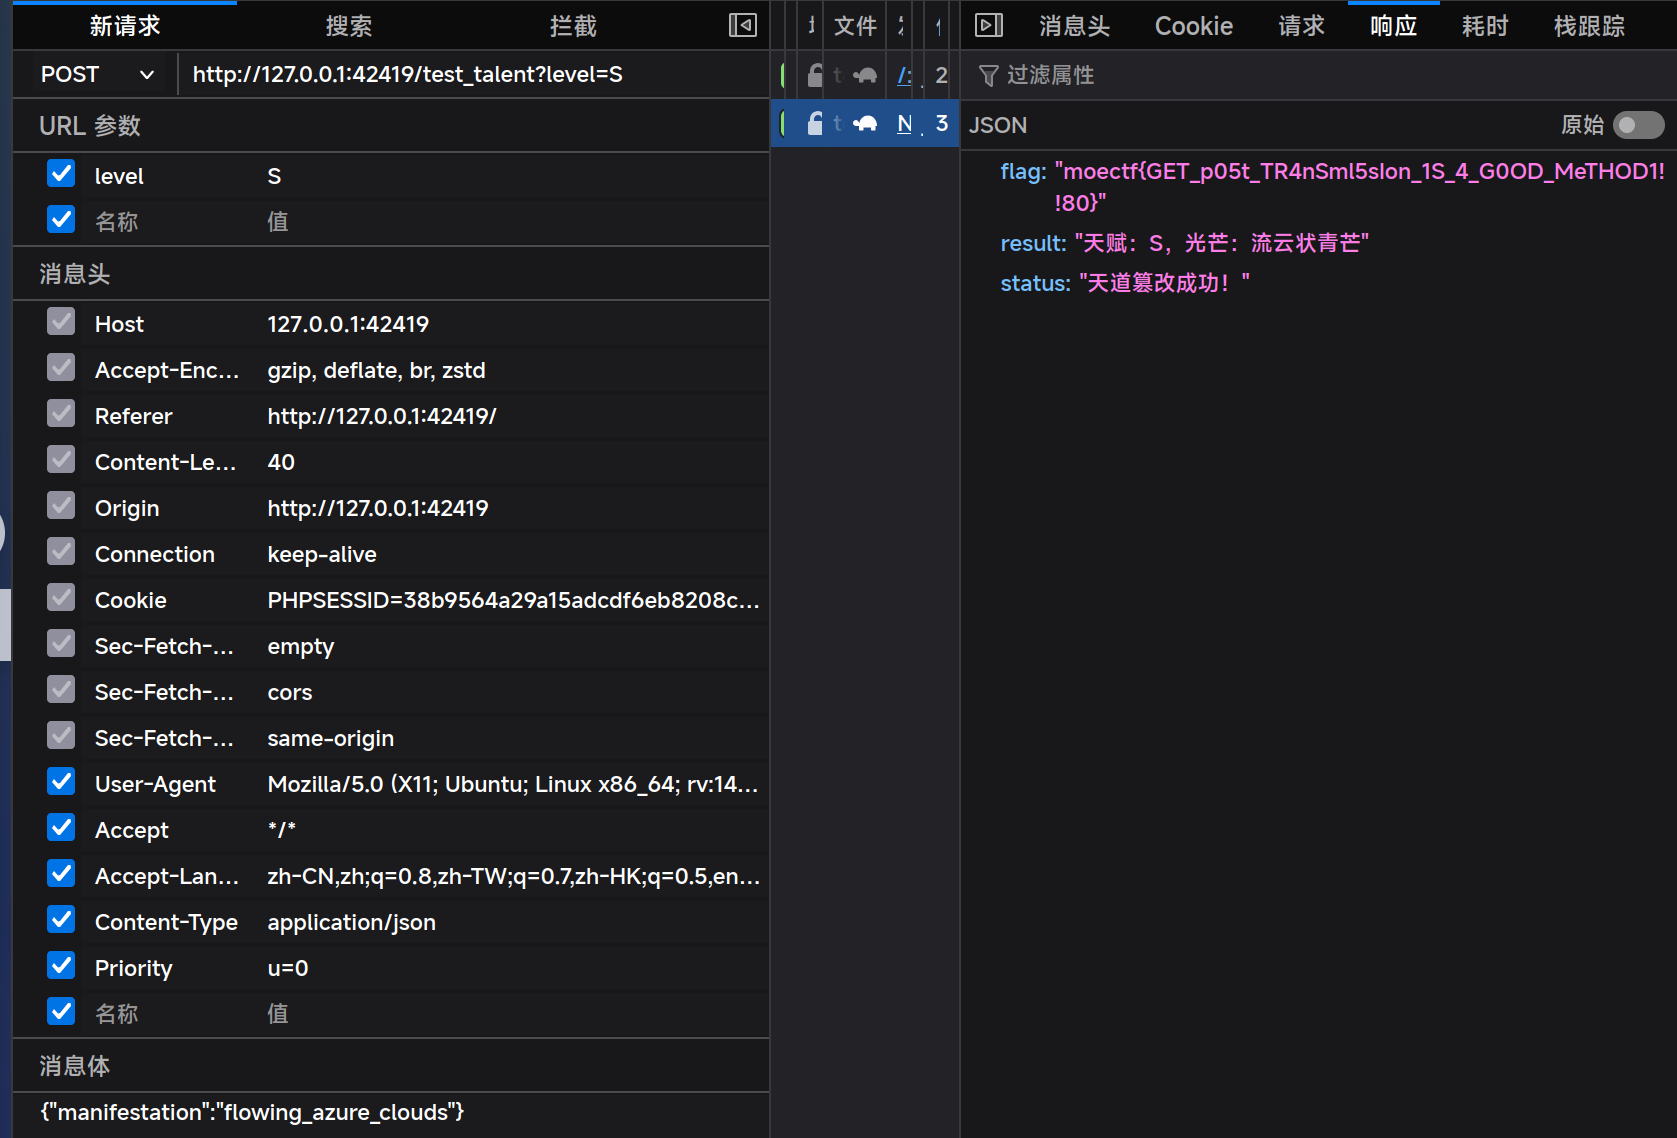 新请求 搜索 拦截
POST http://127.0.0.1:42419/test_talent?level=S
URL 参数
level S
名称 值
消息头
Host 127.0.0.1:42419
Accept-Enc... gzip, deflate, br, zstd
Referer http://127.0.0.1:42419/
Content-Le... 40
Origin http://127.0.0.1:42419
Connection keep-alive
Cookie PHPSESSID=38b9564a29a15adcdf6eb8208c...
Sec-Fetch-... empty
Sec-Fetch-... cors
Sec-Fetch-... same-origin
User-Agent Mozilla/5.0 (X11; Ubuntu; Linux x86_64; rv:14...
Accept */*
Accept-Lan... zh-CN,zh;q=0.8,zh-TW;q=0.7,zh-HK;q=0.5,en...
Content-Type application/json
Priority u=0
名称 值
消息体
{"manifestation":"flowing_azure_clouds"}
文件
t /: . 2
t N . 3
消息头 Cookie 请求 响应 耗时 栈跟踪
过滤属性
JSON 原始
flag: "moectf{GET_p05t_TR4nSmI5sIon_1S_4_G0OD_MeTHOD1!
!80}"
result: "天赋：S，光芒：流云状青芒"
status: "天道篡改成功！"